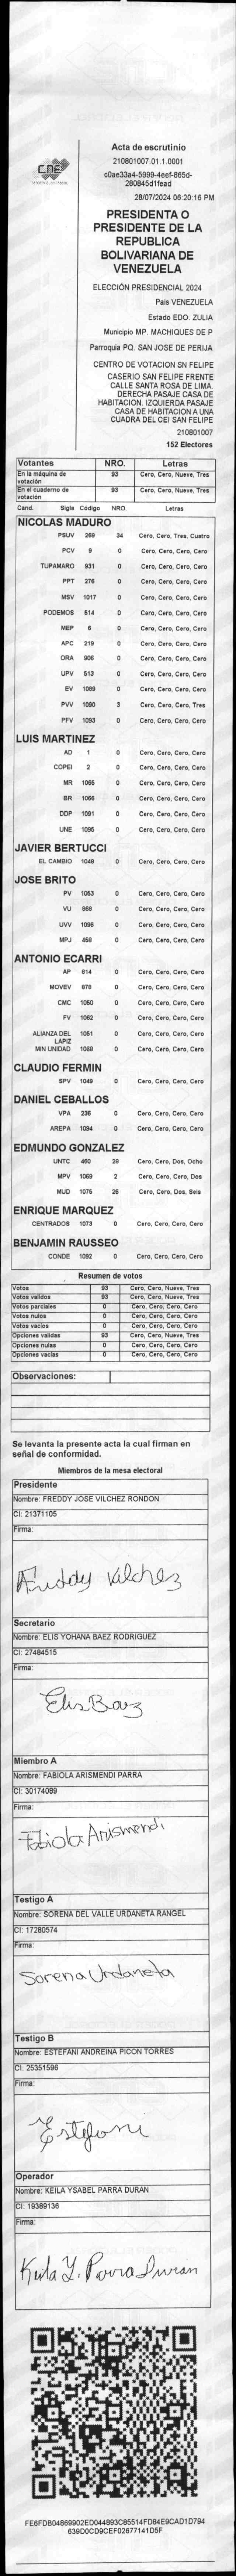 CNE
Acta de escrutinio
210801007.01.1.0001
c0ae33a4-5999-4eef-865d-
280845d1fead
28/07/2024 06:20:16 PM
PRESIDENTA O
PRESIDENTE DE LA
REPUBLICA
BOLIVARIANA DE
VENEZUELA
ELECCIÓN PRESIDENCIAL 2024
Pais VENEZUELA
Estado EDO. ZULIA
Municipio MP. MACHIQUES DE P
Parroquia PQ. SAN JOSE DE PERIJA
CENTRO DE VOTACION SN FELIPE
CASERIO SAN FELIPE FRENTE
CALLE SANTA ROSA DE LIMA
DERECHA PASAJE CASA DE
HABITACION. IZQUIERDA PASAJE
CASA DE HABITACION A UNA
CUADRA DEL CEI SAN FELIPE
210801007
152 Electores
Votantes NRO. Letras
En la máquina de votación 93 Cero, Cero, Nueve, Tres
En el cuaderno de votación 93 Cero, Cero, Nueve, Tres
Cand. Sigla Código NRO. Letras
NICOLAS MADURO
PSUV 269 34 Cero, Cero, Tres, Cuatro
PCV 9 0 Cero, Cero, Cero, Cero
TUPAMARO 931 0 Cero, Cero, Cero, Cero
PPT 276 0 Cero, Cero, Cero, Cero
MSV 1017 0 Cero, Cero, Cero, Cero
PODEMOS 514 0 Cero, Cero, Cero, Cero
MEP 6 0 Cero, Cero, Cero, Cero
APC 219 0 Cero, Cero, Cero, Cero
ORA 906 0 Cero, Cero, Cero, Cero
UPV 513 0 Cero, Cero, Cero, Cero
EV 1089 0 Cero, Cero, Cero, Cero
PVV 1090 3 Cero, Cero, Cero, Tres
PFV 1093 0 Cero, Cero, Cero, Cero
LUIS MARTINEZ
AD 1 0 Cero, Cero, Cero, Cero
COPEI 2 0 Cero, Cero, Cero, Cero
MR 1065 0 Cero, Cero, Cero, Cero
BR 1066 0 Cero, Cero, Cero, Cero
DDP 1091 0 Cero, Cero, Cero, Cero
UNE 1095 0 Cero, Cero, Cero, Cero
JAVIER BERTUCCI
EL CAMBIO 1048 0 Cero, Cero, Cero, Cero
JOSE BRITO
PV 1053 0 Cero, Cero, Cero, Cero
VU 868 0 Cero, Cero, Cero, Cero
UVV 1096 0 Cero, Cero, Cero, Cero
MPJ 458 0 Cero, Cero, Cero, Cero
ANTONIO ECARRI
AP 814 0 Cero, Cero, Cero, Cero
MOVEV 878 0 Cero, Cero, Cero, Cero
CMC 1050 0 Cero, Cero, Cero, Cero
FV 1062 0 Cero, Cero, Cero, Cero
ALIANZA DEL LAPIZ 1051 0 Cero, Cero, Cero, Cero
MIN UNIDAD 1068 0 Cero, Cero, Cero, Cero
CLAUDIO FERMIN
SPV 1049 0 Cero, Cero, Cero, Cero
DANIEL CEBALLOS
VPA 236 0 Cero, Cero, Cero, Cero
AREPA 1094 0 Cero, Cero, Cero, Cero
EDMUNDO GONZALEZ
UNTC 460 28 Cero, Cero, Dos, Ocho
MPV 1069 2 Cero, Cero, Cero, Dos
MUD 1075 26 Cero, Cero, Dos, Seis
ENRIQUE MARQUEZ
CENTRADOS 1073 0 Cero, Cero, Cero, Cero
BENJAMIN RAUSSEO
CONDE 1092 0 Cero, Cero, Cero, Cero
Resumen de votos
Votos 93 Cero, Cero, Nueve, Tres
Votos validos 93 Cero, Cero, Nueve, Tres
Votos parciales 0 Cero, Cero, Cero, Cero
Votos nulos 0 Cero, Cero, Cero, Cero
Votos vacios 0 Cero, Cero, Cero, Cero
Opciones validas 93 Cero, Cero, Nueve, Tres
Opciones nulas 0 Cero, Cero, Cero, Cero
Opciones vacias 0 Cero, Cero, Cero, Cero
Observaciones:
Se levanta la presente acta la cual firman en
señal de conformidad.
Miembros de la mesa electoral
Presidente
Nombre: FREDDY JOSE VILCHEZ RONDON
CI: 21371105
Firma:
Freddy Vilchez
Secretario
Nombre: ELIS YOHANA BAEZ RODRIGUEZ
CI: 27484515
Firma:
Elis Baez
Miembro A
Nombre: FABIOLA ARISMENDI PARRA
CI: 30174089
Firma:
Fabiola Arismendi
Testigo A
Nombre: SORENA DEL VALLE URDANETA RANGEL
CI: 17280574
Firma:
Sorena Urdaneta
Testigo B
Nombre: ESTEFANI ANDREINA PICON TORRES
CI: 25351596
Firma:
Estefani
Operador
Nombre: KEILA YSABEL PARRA DURAN
CI: 19389136
Firma:
Keila Y. Parra Duran
FE6FDB04869902ED044893C85514FD84E9CAD1D794
639D0CD9CEF02677141D5F